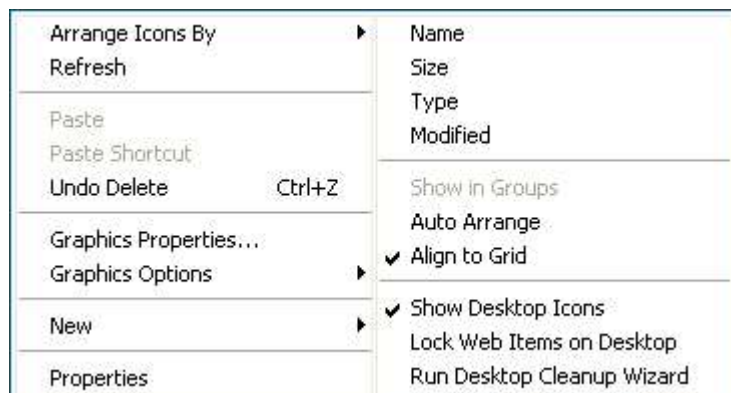 Arrange Icons By
Refresh
Paste
Paste Shortcut
Undo Delete Ctrl+Z
Graphics Properties...
Graphics Options
New
Properties
Name
Size
Type
Modified
Show in Groups
Auto Arrange
Align to Grid
Show Desktop Icons
Lock Web Items on Desktop
Run Desktop Cleanup Wizard